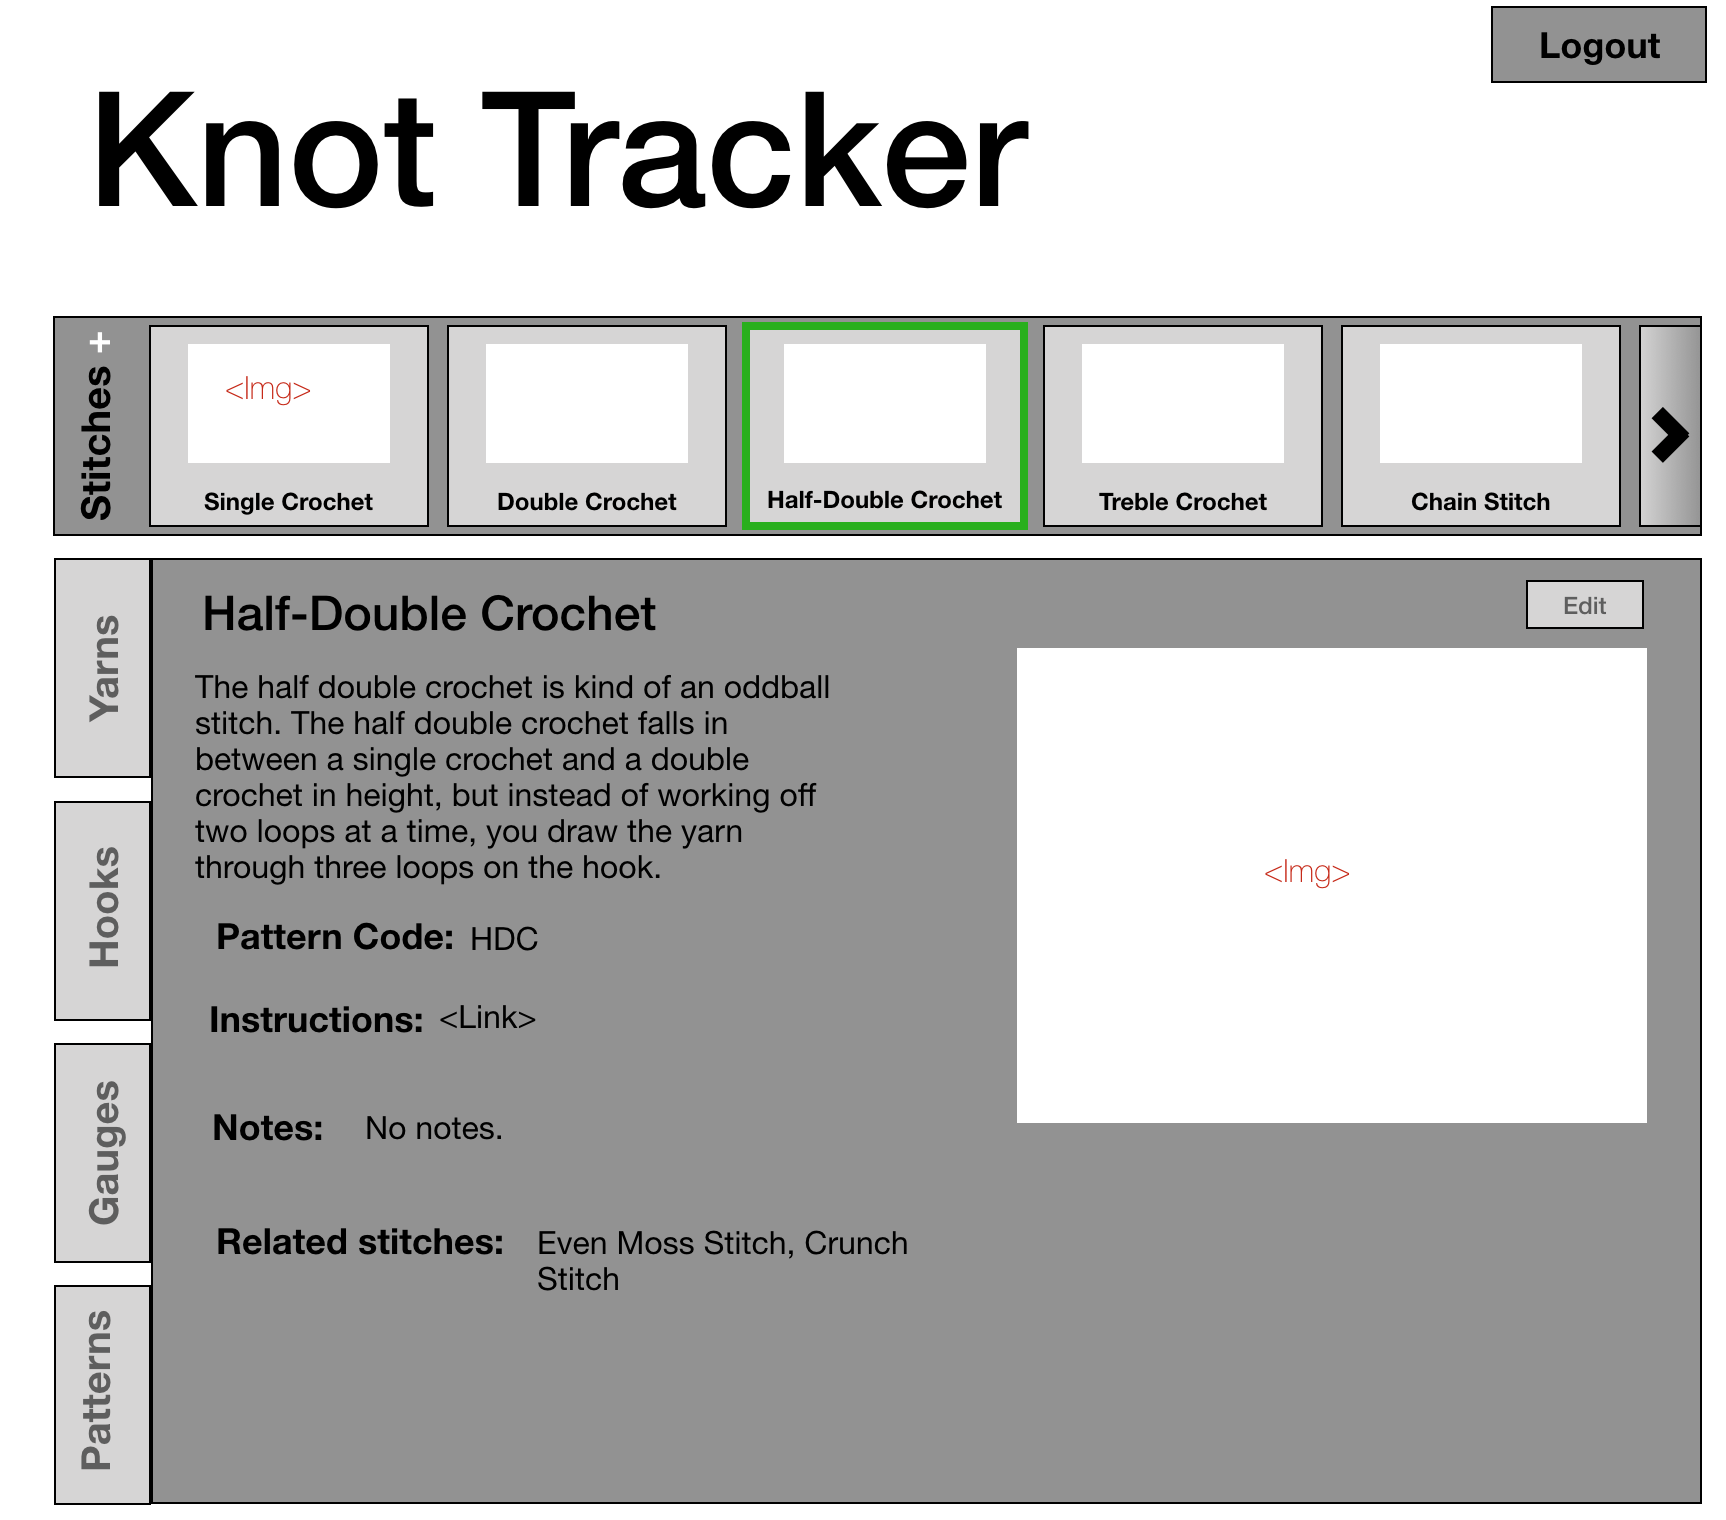 Logout
Knot Tracker
Stitches +
<Img>
Single Crochet
Double Crochet
Half-Double Crochet
Treble Crochet
Chain Stitch
Yarns
Hooks
Gauges
Patterns
Half-Double Crochet
Edit
The half double crochet is kind of an oddball
stitch. The half double crochet falls in
between a single crochet and a double
crochet in height, but instead of working off
two loops at a time, you draw the yarn
through three loops on the hook.
<Img>
Pattern Code: HDC
Instructions: <Link>
Notes: No notes.
Related stitches: Even Moss Stitch, Crunch
Stitch